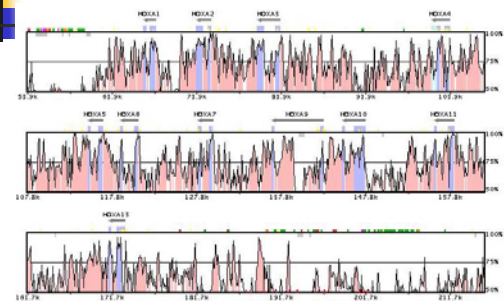 HOXA1 HOXA2 HOXA3 HOXA4
100%
75%
50%
53.9k 63.9k 73.9k 83.9k 93.9k 103.9k
HOXA5 HOXA6 HOXA7 HOXA9 HOXA10 HOXA11
100%
75%
50%
107.8k 117.8k 127.8k 137.8k 147.8k 157.8k
HOXA13
100%
75%
50%
161.7k 171.7k 181.7k 191.7k 201.7k 211.7k